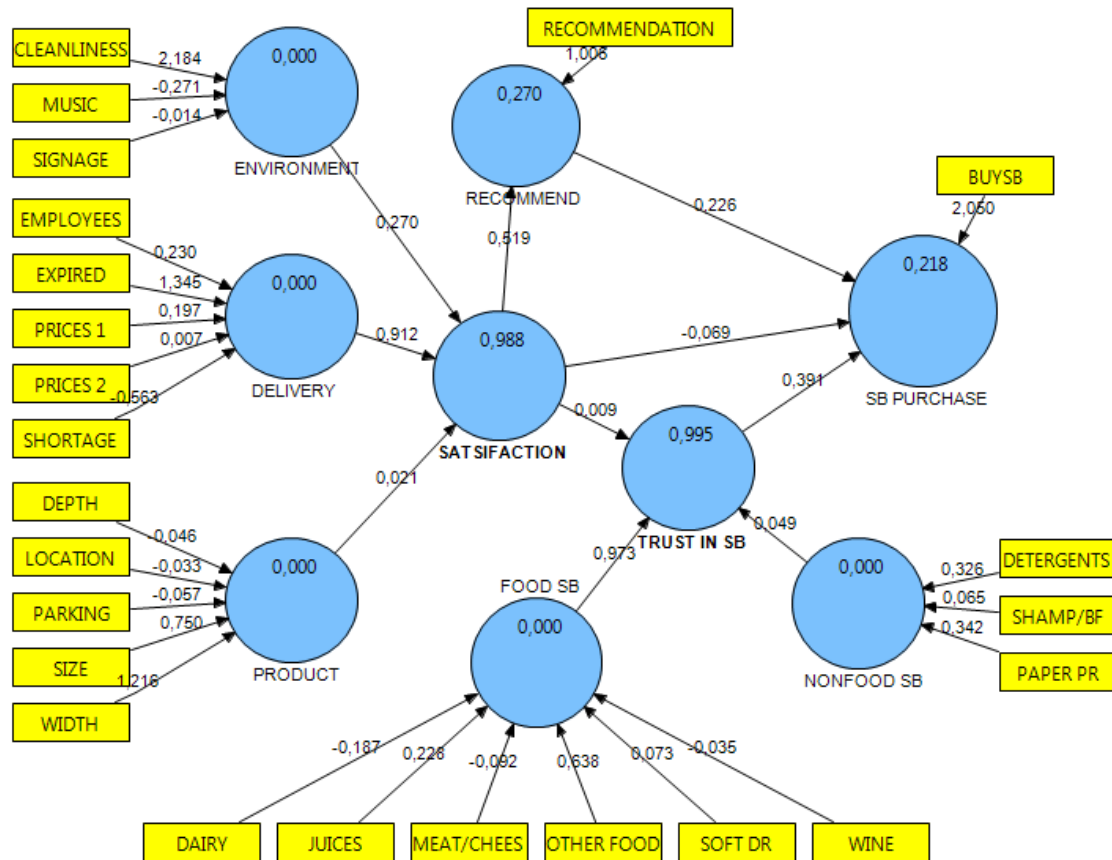 RECOMMENDATION
1,006
CLEANLINESS
2,184
MUSIC
-0,271
SIGNAGE
-0,014
0,000
ENVIRONMENT
0,270
RECOMMEND
BUYSB
2,050
0,226
0,270
0,519
EMPLOYEES
0,230
EXPIRED
1,345
PRICES 1
0,197
PRICES 2
0,007
SHORTAGE
-0,563
0,000
DELIVERY
0,912
0,988
SATSIFACTION
-0,069
0,218
SB PURCHASE
0,391
0,009
0,995
TRUST IN SB
0,021
DEPTH
-0,046
LOCATION
-0,033
PARKING
-0,057
SIZE
0,750
WIDTH
1,216
0,000
PRODUCT
0,973
0,049
FOOD SB
0,000
0,000
NONFOOD SB
DETERGENTS
0,326
SHAMP/BF
0,065
PAPER PR
0,342
-0,187
0,228
-0,092
0,638
0,073
-0,035
DAIRY
JUICES
MEAT/CHEES
OTHER FOOD
SOFT DR
WINE